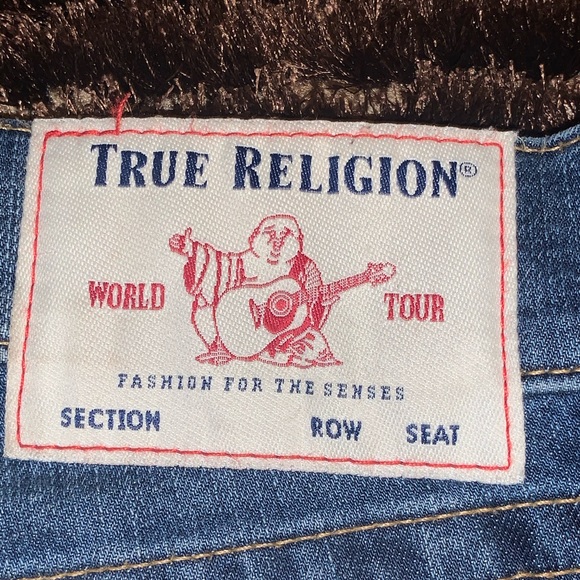 TRUE RELIGION®
WORLD TOUR
FASHION FOR THE SENSES
SECTION ROW SEAT